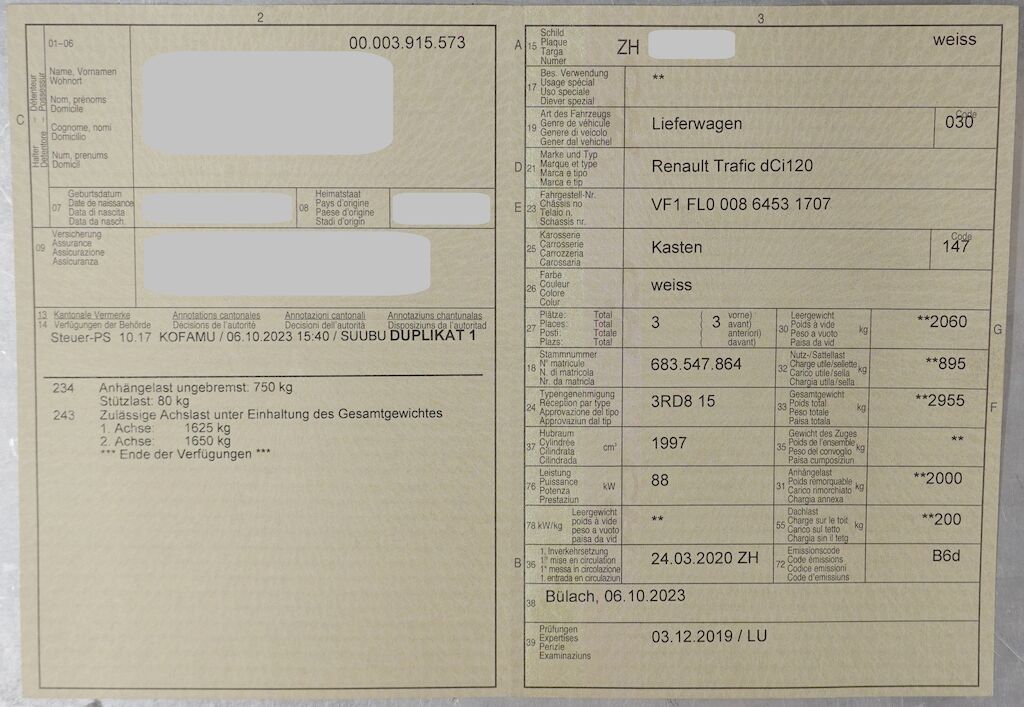 2
01-06
00.003.915.573
C
Halter
Détenteur
Detentore
Possessur
Name, Vornamen
Wohnort
Nom, prénoms
Domicile
Cognome, nomi
Domicilio
Num, prenums
Domicil
07
Geburtsdatum
Date de naissance
Data di nascita
Data da nasch.
08
Heimatstaat
Pays d'origine
Paese d'origine
Stadi d'origin
09
Versicherung
Assurance
Assicurazione
Assicuranza
13 Kantonale Vermerke Annotations cantonales Annotazioni cantonali Annotaziuns chantunalas
14 Verfügungen der Behörde Décisions de l'autorité Decisioni dell'autorità Disposiziuns da l'autoritad
Steuer-PS 10.17 KOFAMU / 06.10.2023 15:40 / SUUBU DUPLIKAT 1
234 Anhängelast ungebremst: 750 kg
Stützlast: 80 kg
243 Zulässige Achslast unter Einhaltung des Gesamtgewichtes
1. Achse: 1625 kg
2. Achse: 1650 kg
*** Ende der Verfügungen ***
3
A 15
Schild
Plaque
Targa
Numer
ZH
weiss
17
Bes. Verwendung
Usage spécial
Uso speciale
Diever spezial
**
19
Art des Fahrzeugs
Genre de véhicule
Genere di veicolo
Gener dal vehichel
Lieferwagen
Code
030
D 21
Marke und Typ
Marque et type
Marca e tipo
Marca e tip
Renault Trafic dCi120
E 23
Fahrgestell-Nr.
Châssis no
Telaio n.
Schassis nr.
VF1 FL0 008 6453 1707
25
Karosserie
Carrosserie
Carrozzeria
Carossaria
Kasten
Code
147
26
Farbe
Couleur
Colore
Colur
weiss
27
Plätze: Total
Places: Total
Posti: Totale
Plazs: Total
3
( 3 vorne)
avant)
anteriori)
davant)
30
Leergewicht
Poids à vide
Peso a vuoto
Paisa da vid
kg
**2060
G
18
Stammnummer
N° matricule
N. di matricola
Nr. da matricla
683.547.864
32
Nutz-/Sattellast
Charge utile/sellette
Carico utile/sella
Chargia utila/sella
kg
**895
24
Typengenehmigung
Réception par type
Approvazione del tipo
Approvaziun dal tip
3RD8 15
33
Gesamtgewicht
Poids total
Peso totale
Paisa totala
kg
**2955
F
37
Hubraum
Cylindrée
Cilindrata
Cilindrada
cm³
1997
35
Gewicht des Zuges
Poids de l'ensemble
Peso del convoglio
Paisa cumposiziun
kg
**
76
Leistung
Puissance
Potenza
Prestaziun
kW
88
31
Anhängelast
Poids remorquable
Carico rimorchiato
Chargia annexa
kg
**2000
78 kW/kg
Leergewicht
poids à vide
peso a vuoto
paisa da vid
**
55
Dachlast
Charge sur le toit
Carico sul tetto
Chargia sin il tetg
kg
**200
B 36
1. Inverkehrsetzung
1re mise en circulation
1a messa in circolazione
1. entrada en circulaziun
24.03.2020 ZH
72
Emissionscode
Code émissions
Codice emissioni
Code d'emissiuns
B6d
38
Bülach, 06.10.2023
39
Prüfungen
Expertises
Perizie
Examinaziuns
03.12.2019 / LU